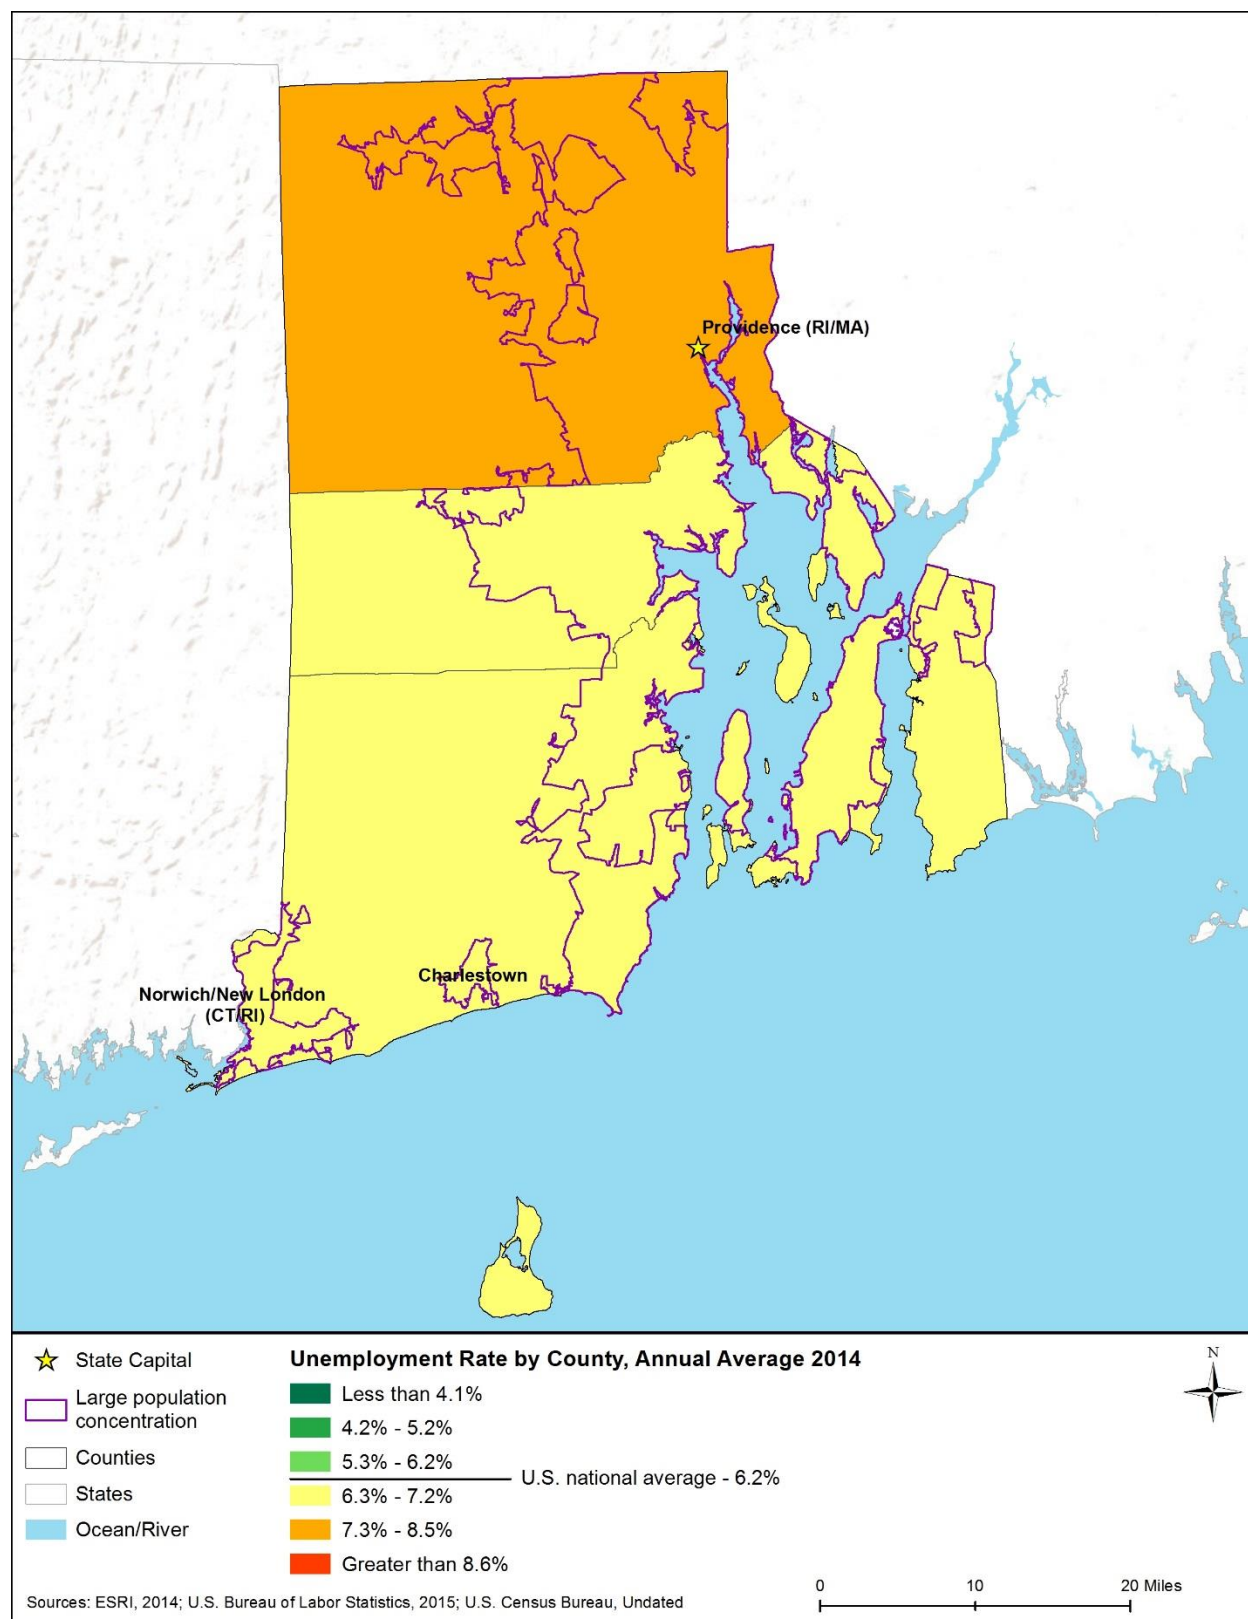 Providence (RI/MA)
Charlestown
Norwich/New London
(CT/RI)
State Capital
Large population
concentration
Counties
States
Ocean/River
Unemployment Rate by County, Annual Average 2014
Less than 4.1%
4.2% - 5.2%
5.3% - 6.2%
U.S. national average - 6.2%
6.3% - 7.2%
7.3% - 8.5%
Greater than 8.6%
N
0 10 20 Miles
Sources: ESRI, 2014; U.S. Bureau of Labor Statistics, 2015; U.S. Census Bureau, Undated